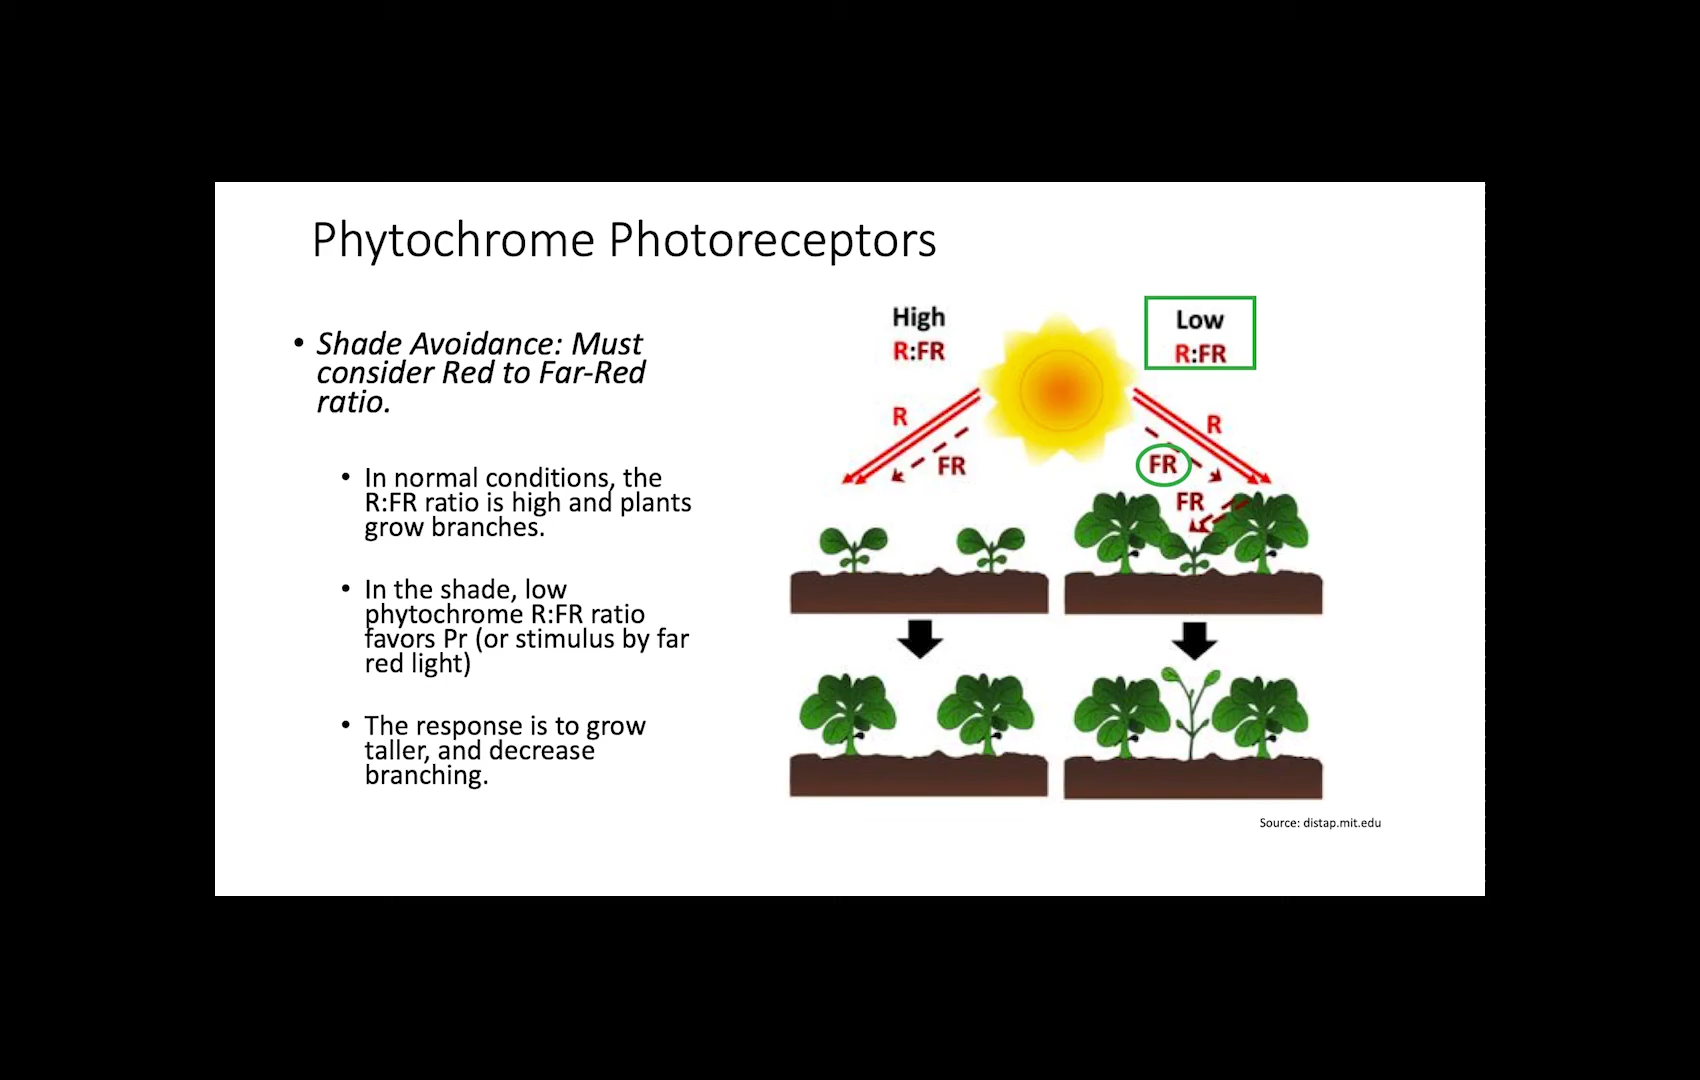 Phytochrome Photoreceptors
• Shade Avoidance: Must
consider Red to Far-Red
ratio.
• In normal conditions, the
R:FR ratio is high and plants
grow branches.
• In the shade, low
phytochrome R:FR ratio
favors Pr (or stimulus by far
red light)
• The response is to grow
taller, and decrease
branching.
High
R:FR
Low
R:FR
R
FR
R
FR
FR
Source: distap.mit.edu